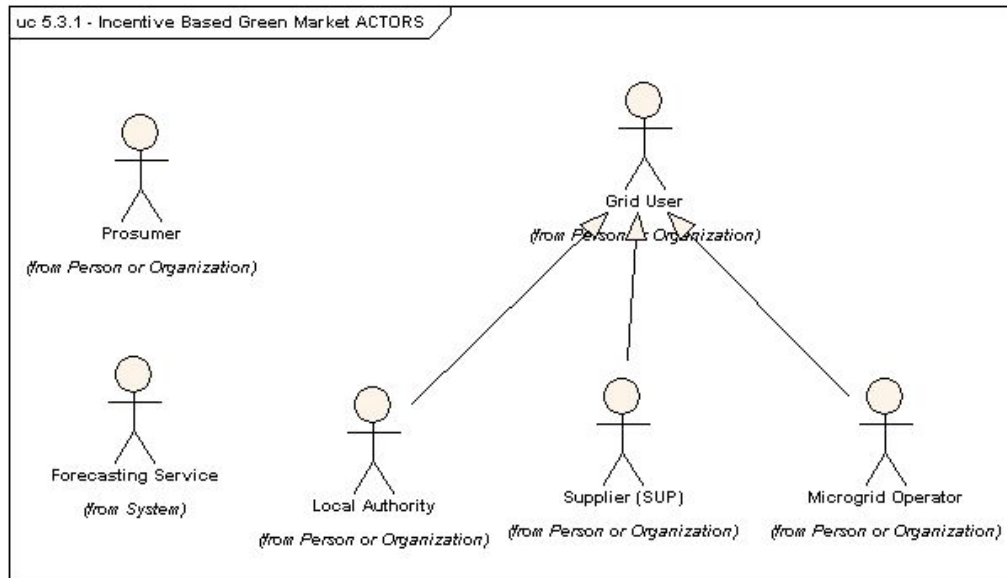 uc 5.3.1 - Incentive Based Green Market ACTORS
Prosumer
(from Person or Organization)
Grid User
(from Person or Organization)
Forecasting Service
(from System)
Local Authority
(from Person or Organization)
Supplier (SUP)
(from Person or Organization)
Microgrid Operator
(from Person or Organization)